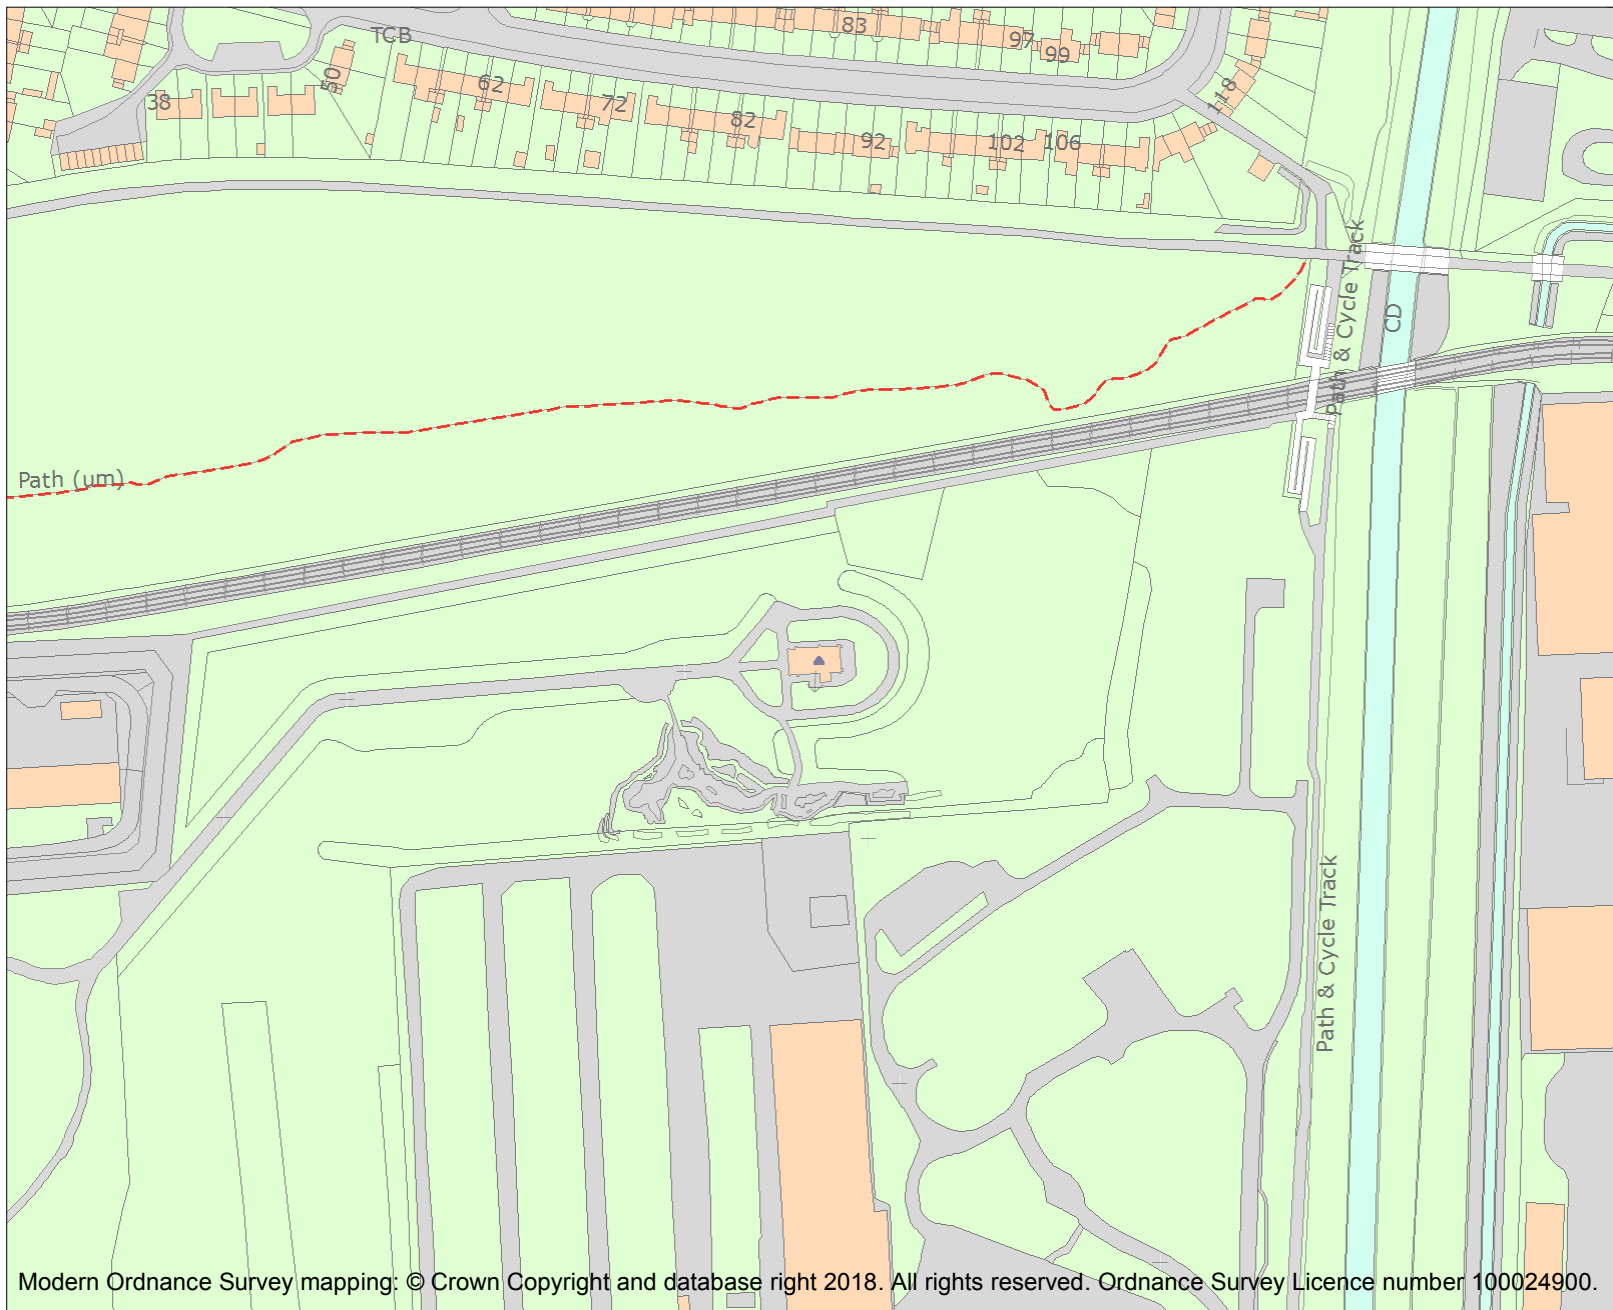 TCB
83
97
99
50
62
72
82
92
102
106
118
38
Path & Cycle Track
CD
Path (um)
Path & Cycle Track
Modern Ordnance Survey mapping: © Crown Copyright and database right 2018. All rights reserved. Ordnance Survey Licence number 100024900.